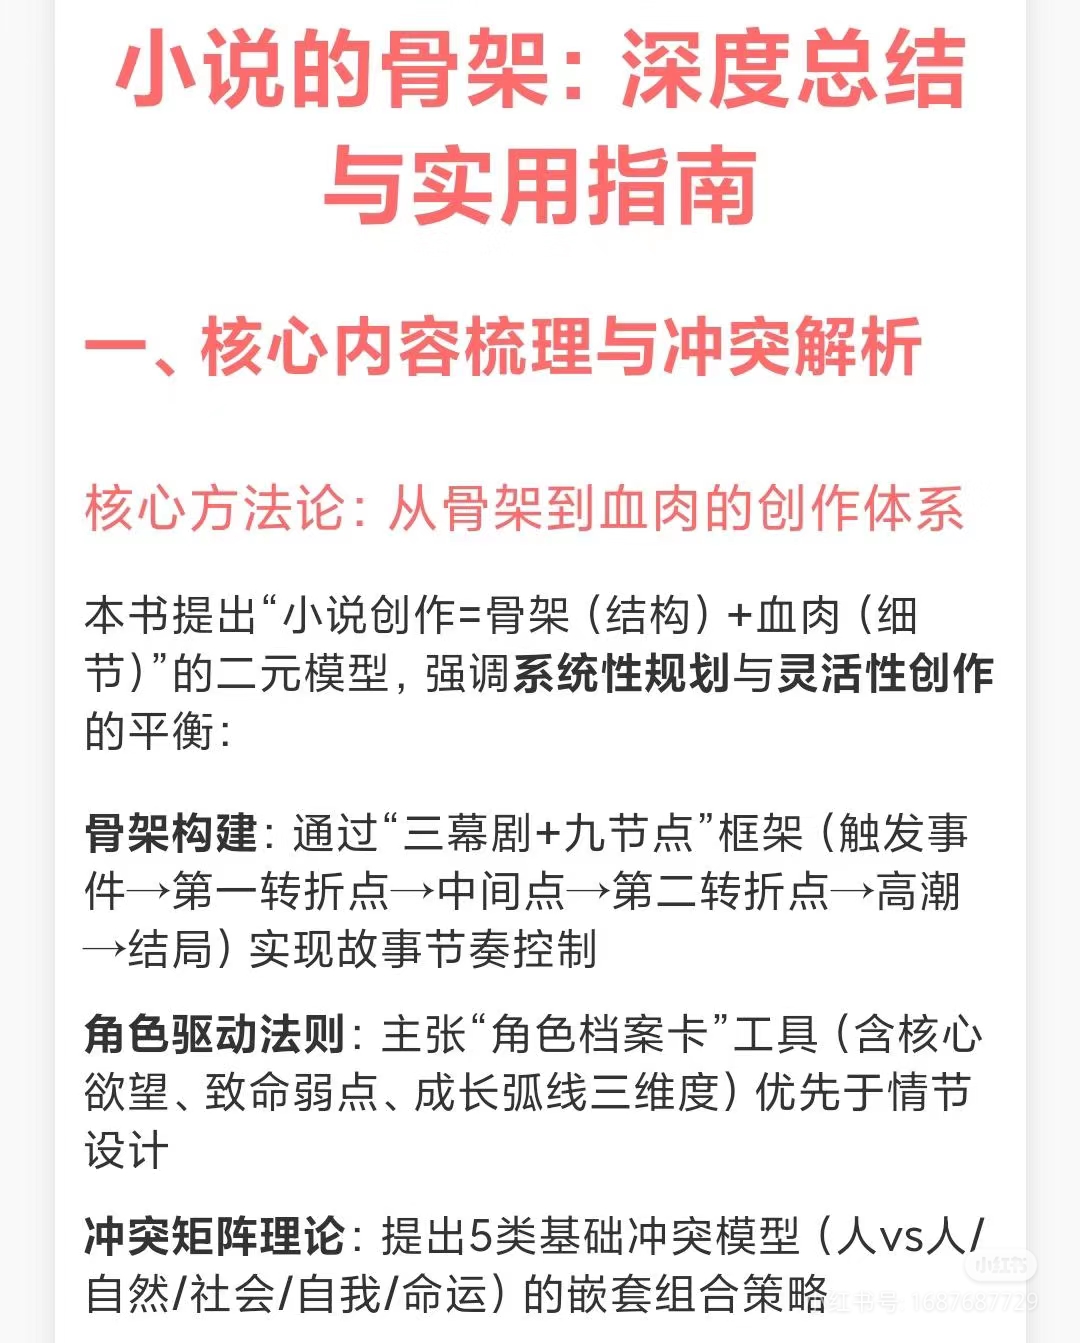 小说的骨架：深度总结
与实用指南
一、核心内容梳理与冲突解析
核心方法论：从骨架到血肉的创作体系
本书提出“小说创作=骨架（结构）+血肉（细
节）”的二元模型，强调系统性规划与灵活性创作
的平衡：
骨架构建：通过“三幕剧+九节点”框架（触发事
件→第一转折点→中间点→第二转折点→高潮
→结局）实现故事节奏控制
角色驱动法则：主张“角色档案卡”工具（含核心
欲望、致命弱点、成长弧线三维度）优先于情节
设计
冲突矩阵理论：提出5类基础冲突模型（人vs人/
自然/社会/自我/命运）的嵌套组合策略
小红书
小红书号: 1687687729